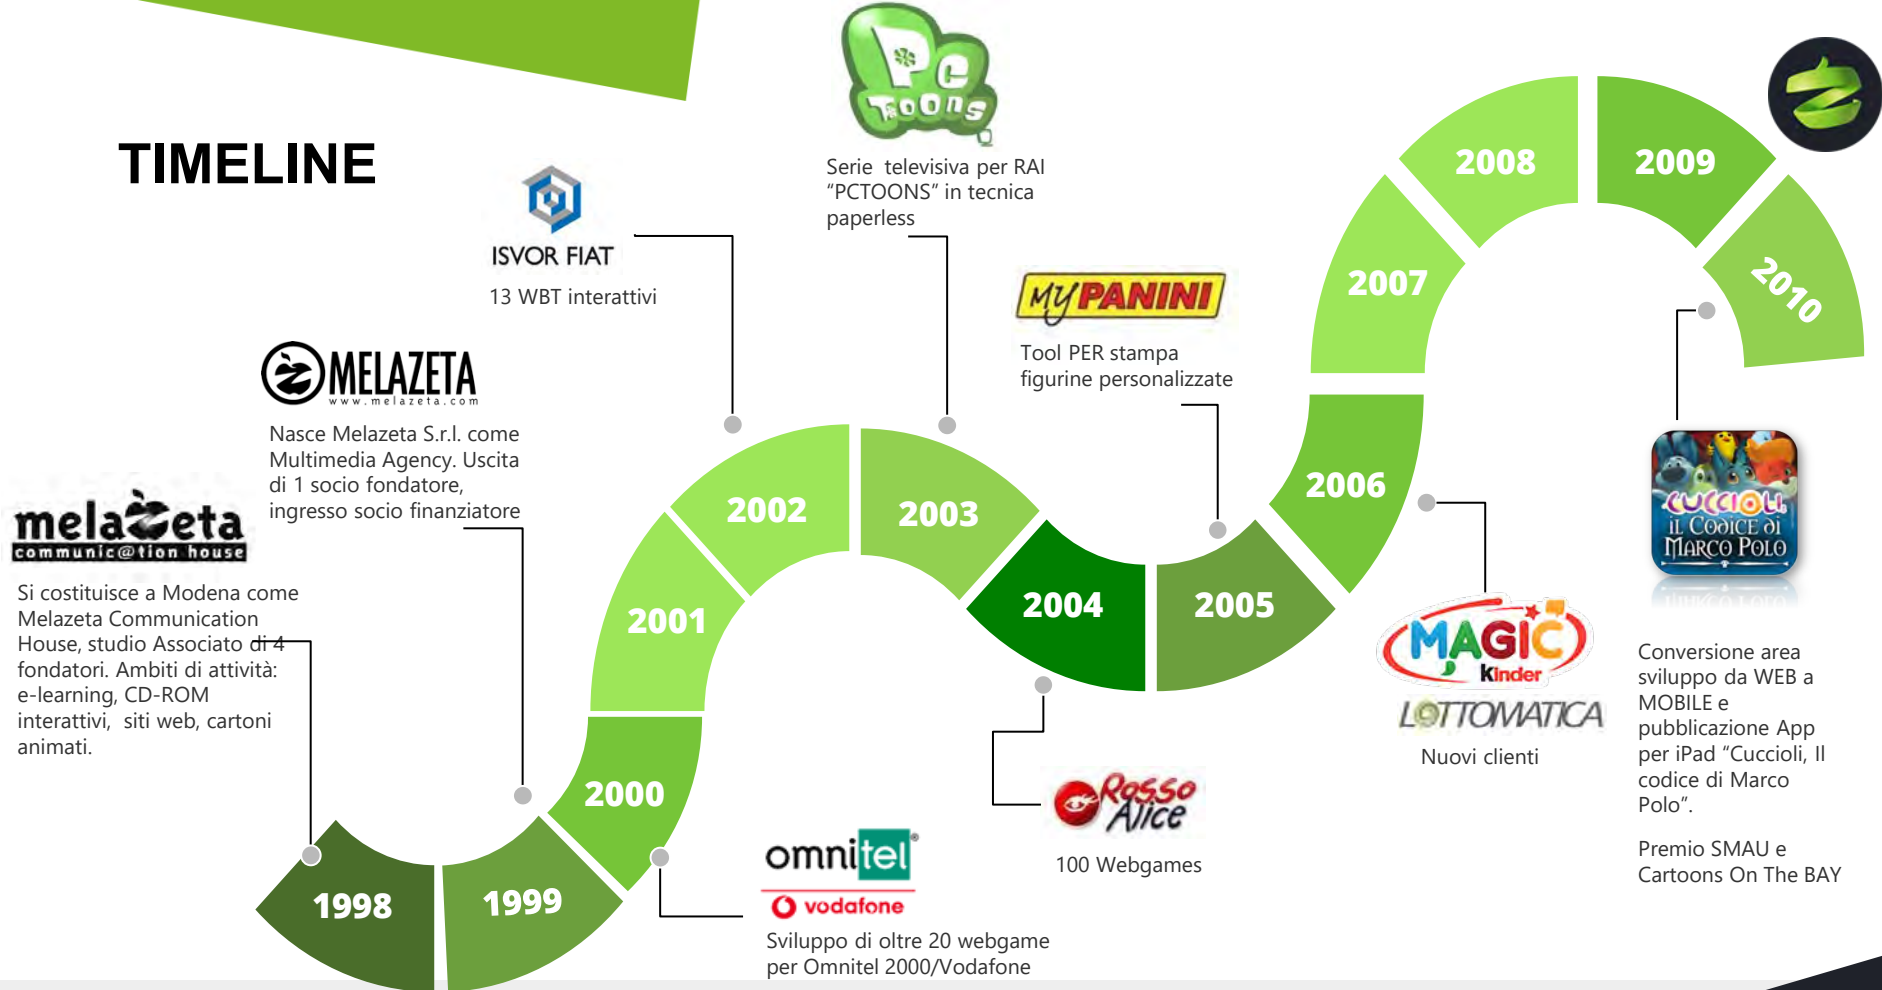 TIMELINE
Pc
Toons
Serie televisiva per RAI
“PCTOONS” in tecnica
paperless
ISVOR FIAT
13 WBT interattivi
MYPANINI
Tool PER stampa
figurine personalizzate
MELAZETA
www.melazeta.com
Nasce Melazeta S.r.l. come
Multimedia Agency. Uscita
di 1 socio fondatore,
ingresso socio finanziatore
melazeta
communic@tion house
Si costituisce a Modena come
Melazeta Communication
House, studio Associato di 4
fondatori. Ambiti di attività:
e-learning, CD-ROM
interattivi, siti web, cartoni
animati.
1998
1999
2000
2001
2002
2003
2004
2005
2006
2007
2008
2009
2010
omnitel®
vodafone
Sviluppo di oltre 20 webgame
per Omnitel 2000/Vodafone
Rosso
Alice
100 Webgames
MAGIC
Kinder
LOTTOMATICA
Nuovi clienti
CUCCIOLI
IL CODICE DI
MARCO POLO
Conversione area
sviluppo da WEB a
MOBILE e
pubblicazione App
per iPad “Cuccioli, Il
codice di Marco
Polo”.
Premio SMAU e
Cartoons On The BAY